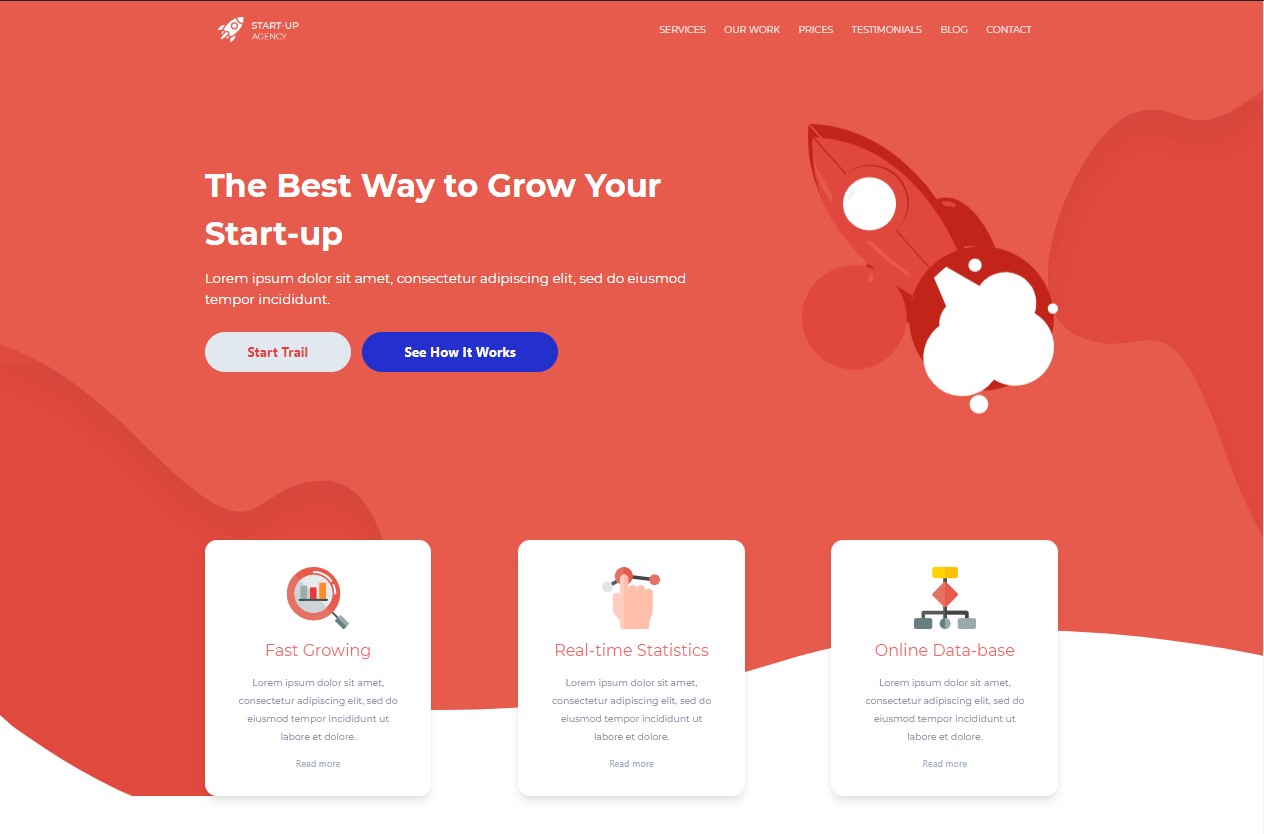 START-UP
AGENCY
SERVICES OUR WORK PRICES TESTIMONIALS BLOG CONTACT
The Best Way to Grow Your
Start-up
Lorem ipsum dolor sit amet, consectetur adipiscing elit, sed do eiusmod
tempor incididunt.
Start Trail
See How It Works
Fast Growing
Lorem ipsum dolor sit amet,
consectetur adipiscing elit, sed do
eiusmod tempor incididunt ut
labore et dolore.
Read more
Real-time Statistics
Lorem ipsum dolor sit amet,
consectetur adipiscing elit, sed do
eiusmod tempor incididunt ut
labore et dolore.
Read more
Online Data-base
Lorem ipsum dolor sit amet,
consectetur adipiscing elit, sed do
eiusmod tempor incididunt ut
labore et dolore.
Read more